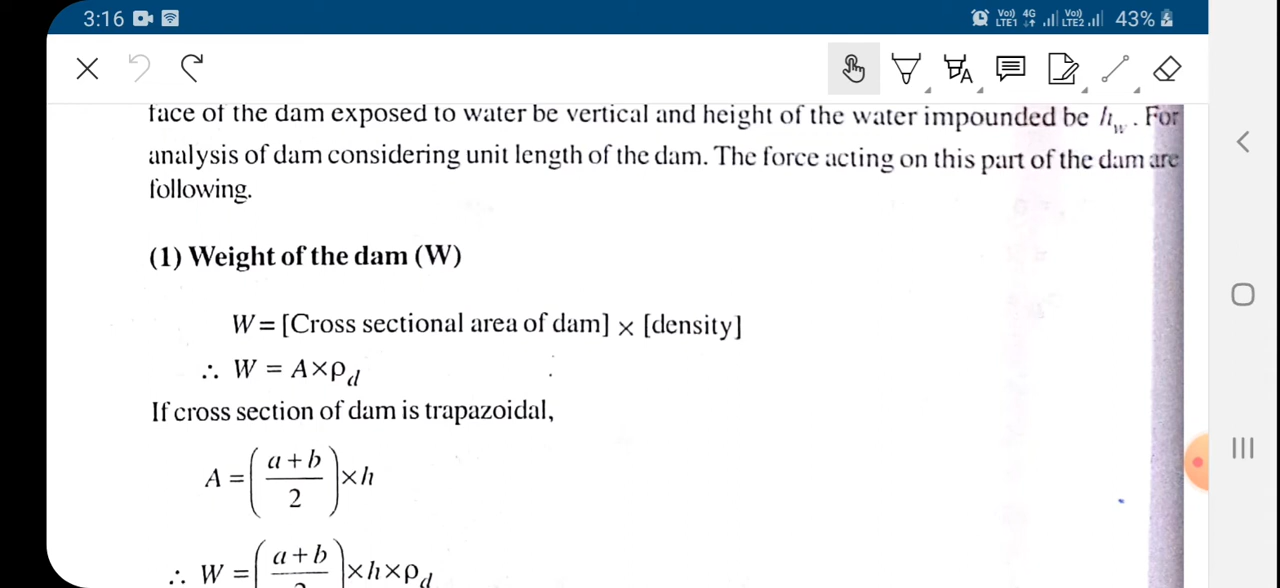 3:16
Vo)) 4G Vo)) 43%
LTE1 LTE2
face of the dam exposed to water be vertical and height of the water impounded be h_w. For
analysis of dam considering unit length of the dam. The force acting on this part of the dam are
following.
(1) Weight of the dam (W)
W = [Cross sectional area of dam] × [density]
∴ W = A×ρ_d
If cross section of dam is trapazoidal,
A = (a+b / 2) ×h
∴ W = (a+b / 2) ×h×ρ_d